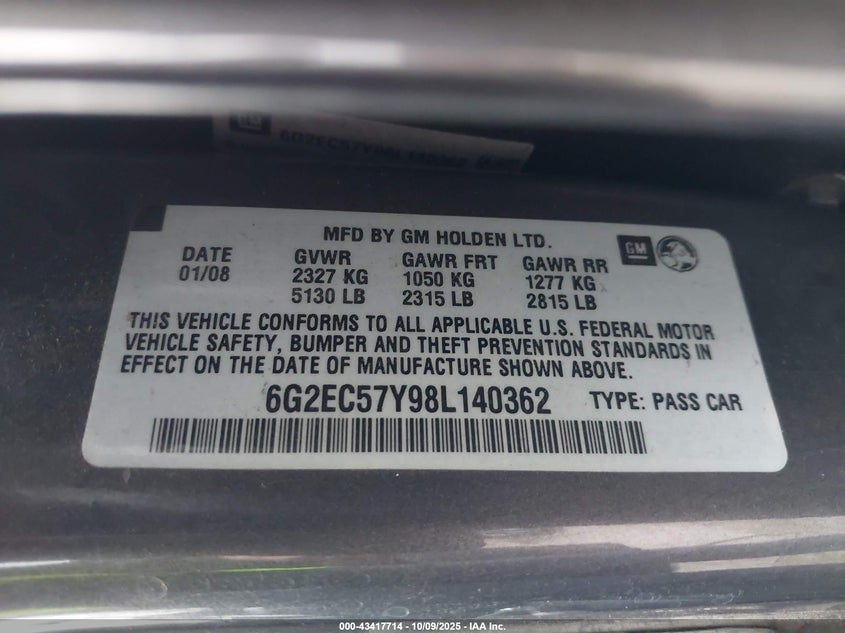 GM
6G2EC57Y98L140362
MFD BY GM HOLDEN LTD.
GM
DATE GVWR GAWR FRT GAWR RR
01/08 2327 KG 1050 KG 1277 KG
5130 LB 2315 LB 2815 LB
THIS VEHICLE CONFORMS TO ALL APPLICABLE U.S. FEDERAL MOTOR
VEHICLE SAFETY, BUMPER AND THEFT PREVENTION STANDARDS IN
EFFECT ON THE DATE OF MANUFACTURE SHOWN ABOVE.
6G2EC57Y98L140362 TYPE: PASS CAR
000-43417714 - 10/09/2025 - IAA Inc.